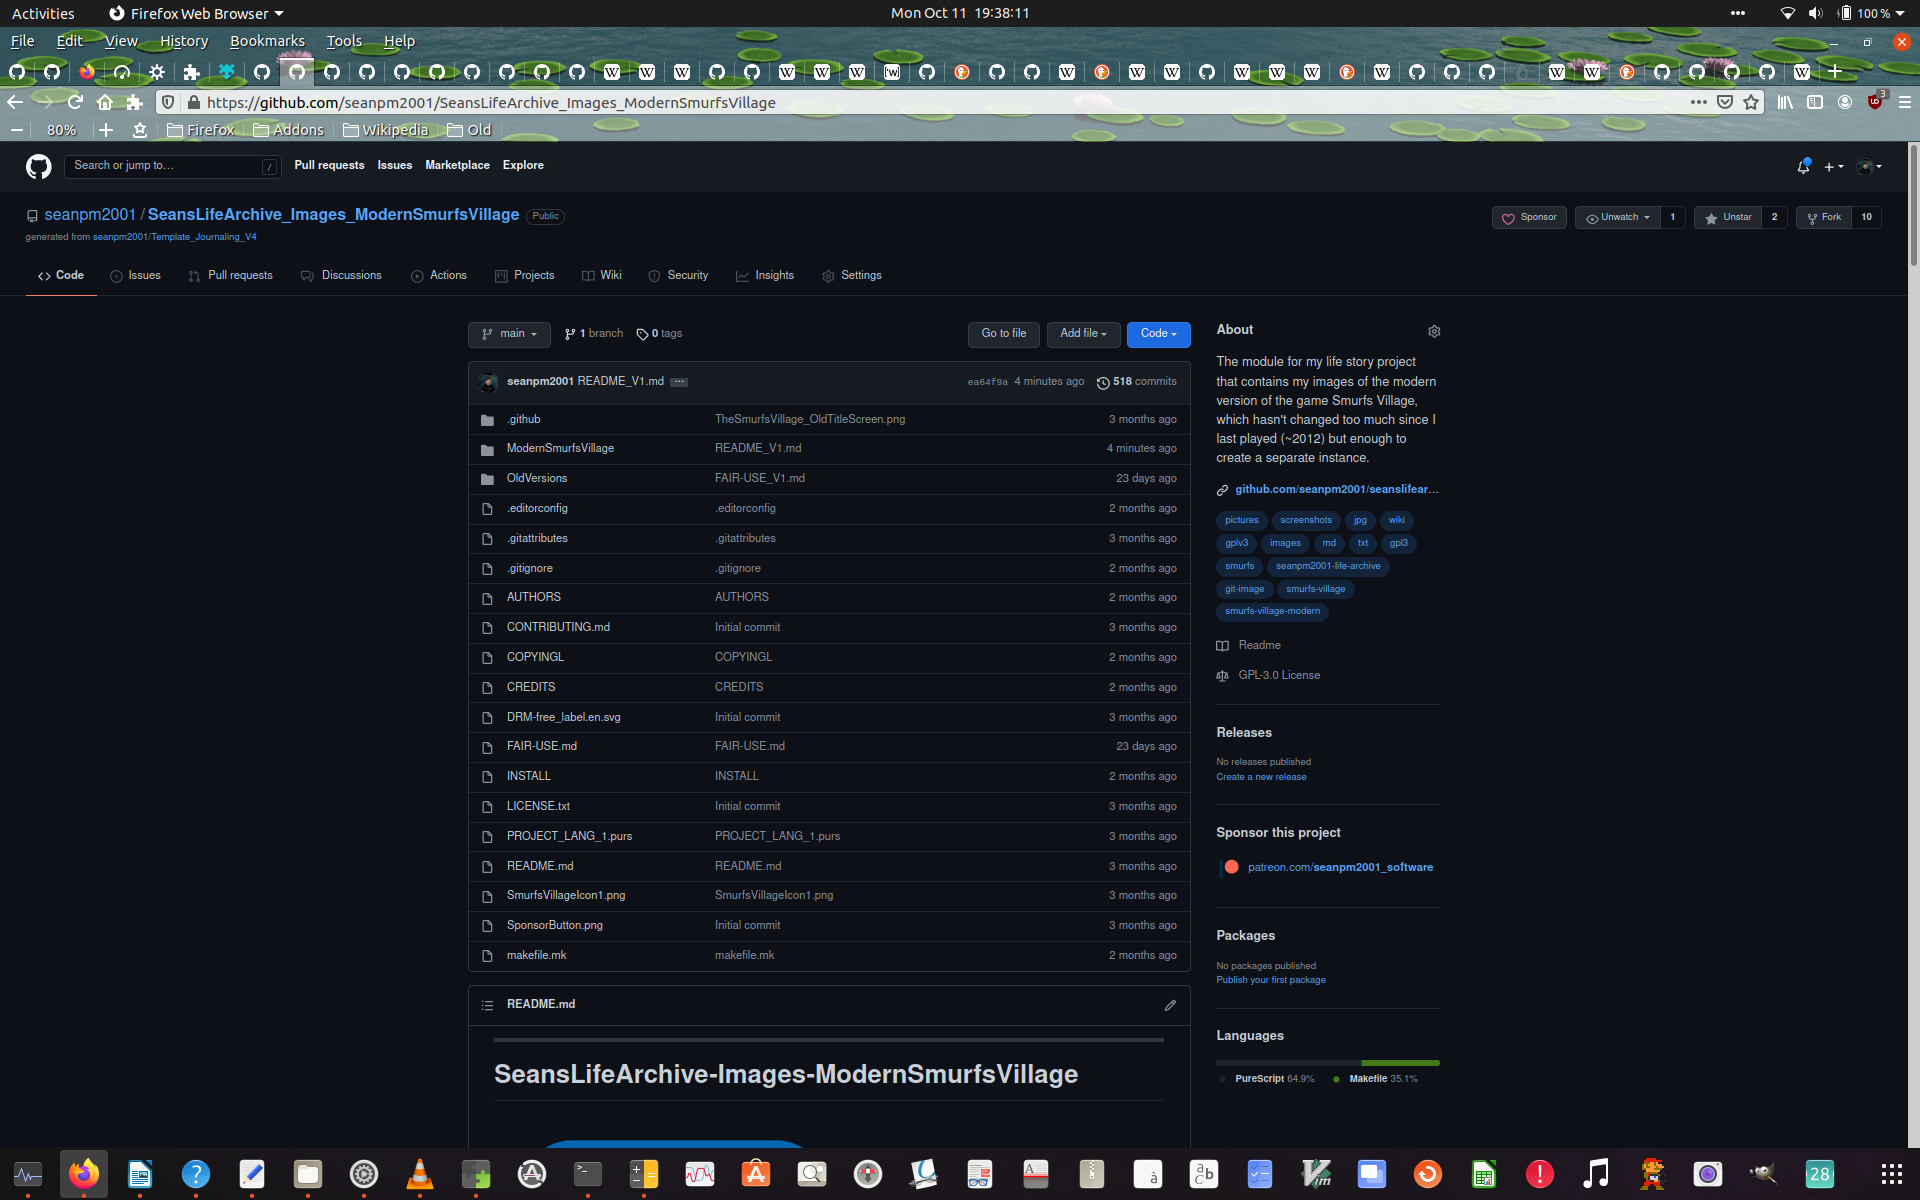 Activities Firefox Web Browser Mon Oct 11 19:38:11 100 %
File Edit View History Bookmarks Tools Help
https://github.com/seanpm2001/SeansLifeArchive_Images_ModernSmurfsVillage 3
80% Firefox Addons Wikipedia Old
Search or jump to... / Pull requests Issues Marketplace Explore
seanpm2001 / SeansLifeArchive_Images_ModernSmurfsVillage Public Sponsor Unwatch 1 Unstar 2 Fork 10
generated from seanpm2001/Template_Journaling_V4
Code Issues Pull requests Discussions Actions Projects Wiki Security Insights Settings
main 1 branch 0 tags Go to file Add file Code
seanpm2001 README_V1.md ea64f9a 4 minutes ago 518 commits
.github TheSmurfsVillage_OldTitleScreen.png 3 months ago
ModernSmurfsVillage README_V1.md 4 minutes ago
OldVersions FAIR-USE_V1.md 23 days ago
.editorconfig .editorconfig 2 months ago
.gitattributes .gitattributes 3 months ago
.gitignore .gitignore 2 months ago
AUTHORS AUTHORS 2 months ago
CONTRIBUTING.md Initial commit 3 months ago
COPYINGL COPYINGL 2 months ago
CREDITS CREDITS 2 months ago
DRM-free_label.en.svg Initial commit 3 months ago
FAIR-USE.md FAIR-USE.md 23 days ago
INSTALL INSTALL 2 months ago
LICENSE.txt Initial commit 3 months ago
PROJECT_LANG_1.purs PROJECT_LANG_1.purs 3 months ago
README.md README.md 3 months ago
SmurfsVillageIcon1.png SmurfsVillageIcon1.png 3 months ago
SponsorButton.png Initial commit 3 months ago
makefile.mk makefile.mk 2 months ago
README.md
SeansLifeArchive-Images-ModernSmurfsVillage
About
The module for my life story project
that contains my images of the modern
version of the game Smurfs Village,
which hasn't changed too much since I
last played (~2012) but enough to
create a separate instance.
github.com/seanpm2001/seanslifear...
pictures screenshots jpg wiki
gplv3 images md txt gpl3
smurfs seanpm2001-life-archive
git-image smurfs-village
smurfs-village-modern
Readme
GPL-3.0 License
Releases
No releases published
Create a new release
Sponsor this project
patreon.com/seanpm2001_software
Packages
No packages published
Publish your first package
Languages
PureScript 64.9% Makefile 35.1%
28